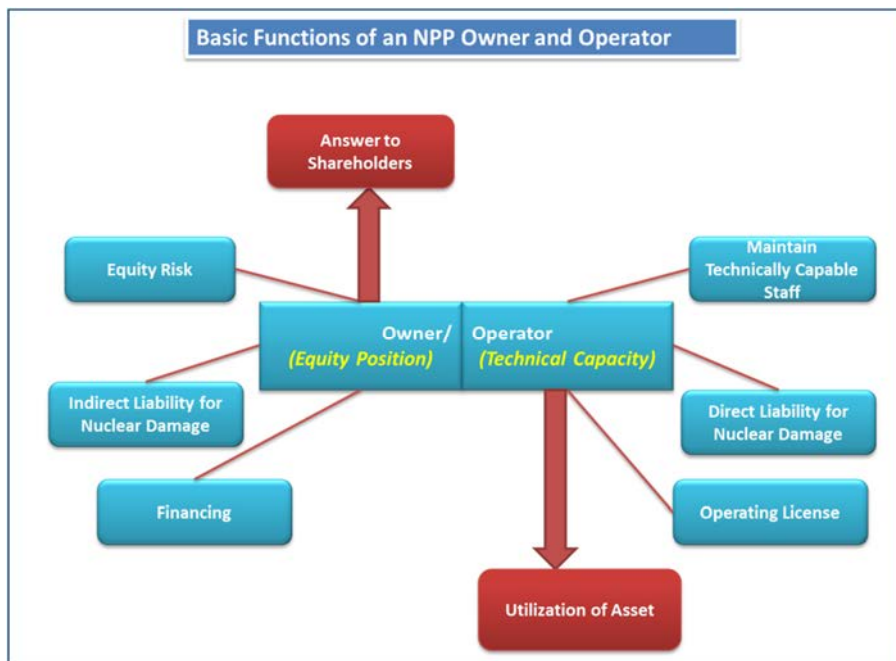 Basic Functions of an NPP Owner and Operator
Answer to
Shareholders
Equity Risk
Maintain
Technically Capable
Staff
Owner/
(Equity Position)
Operator
(Technical Capacity)
Indirect Liability for
Nuclear Damage
Direct Liability for
Nuclear Damage
Financing
Operating License
Utilization of Asset